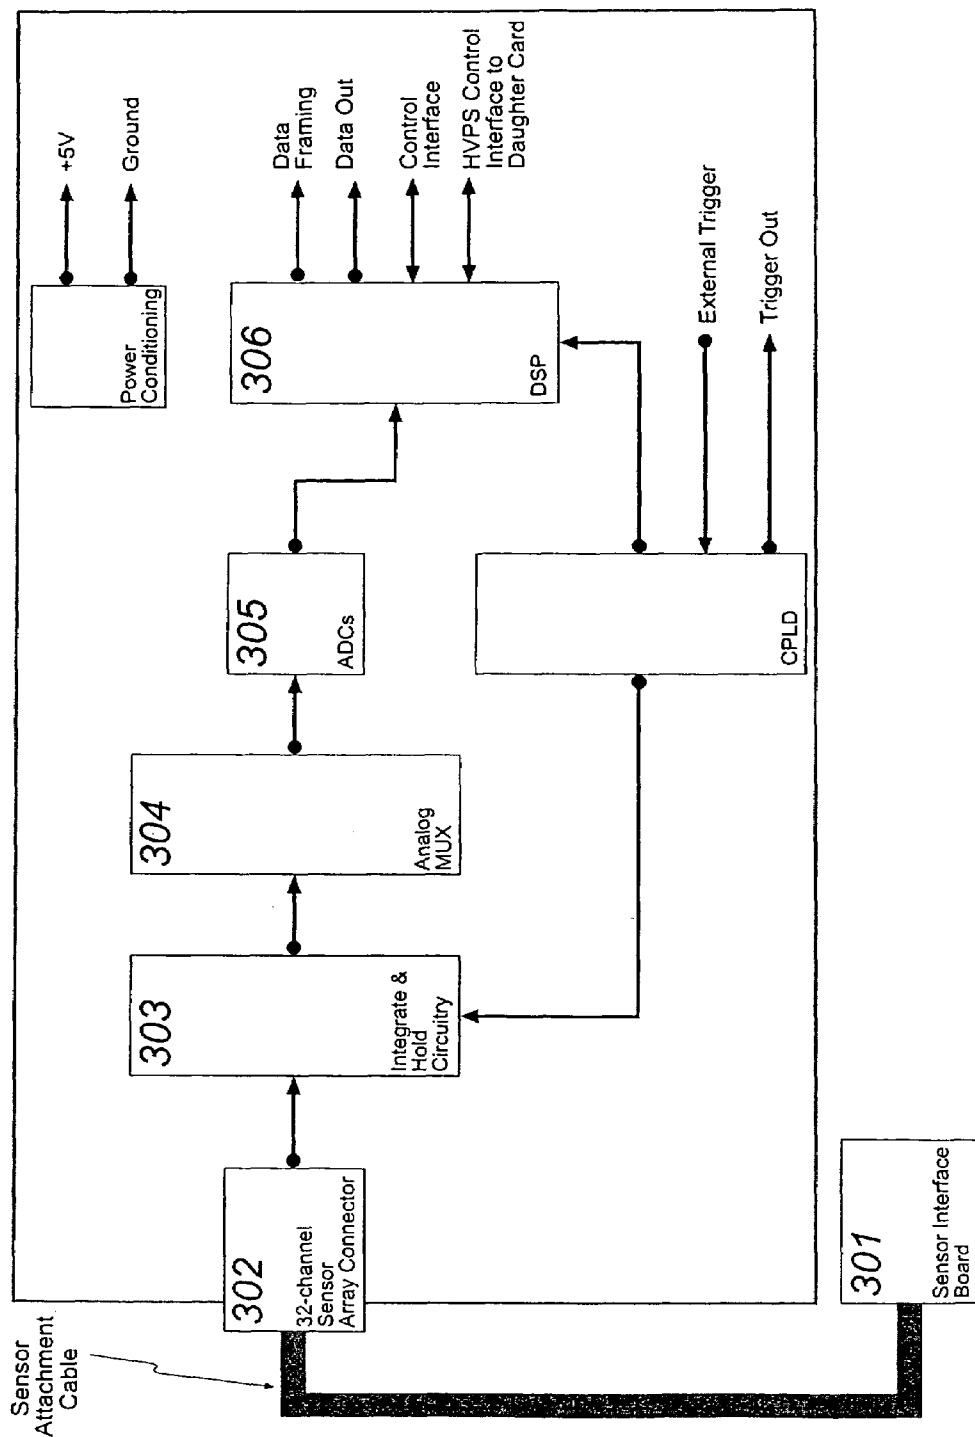 Sensor
Attachment
Cable
302
32-channel
Sensor
Array Connector
301
Sensor Interface
Board
303
Integrate &
Hold
Circuitry
304
Analog
MUX
305
ADCs
306
DSP
CPLD
Power
Conditioning
+5V
Ground
Data
Framing
Data Out
Control
Interface
HVPS Control
Interface to
Daughter Card
External Trigger
Trigger Out